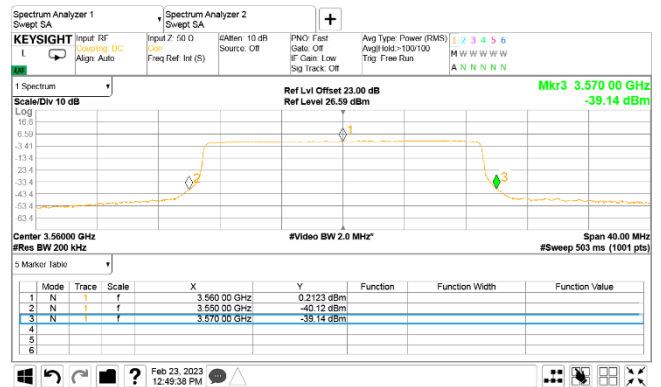 Spectrum Analyzer 1
Swept SA
Spectrum Analyzer 2
Swept SA
KEYSIGHT
L
Input: RF
Coupling: DC
Align: Auto
Input Z: 50 Ω
Corr
Freq Ref: Int (S)
#Atten: 10 dB
Source: Off
PNO: Fast
Gate: Off
IF Gain: Low
Sig Track: Off
Avg Type: Power (RMS)
Avg|Hold:>100/100
Trig: Free Run
1 2 3 4 5 6
M W W W W W
A N N N N N
1 Spectrum
Scale/Div 10 dB
Ref Lvl Offset 23.00 dB
Ref Level 26.59 dBm
Mkr3 3.570 00 GHz
-39.14 dBm
Log
16.6
6.59
-3.41
-13.4
-23.4
-33.4
-43.4
-53.4
-63.4
1
2
3
Center 3.56000 GHz
#Res BW 200 kHz
#Video BW 2.0 MHz*
Span 40.00 MHz
#Sweep 503 ms (1001 pts)
5 Marker Table
Mode Trace Scale X Y Function Function Width Function Value
1 N 1 f 3.560 00 GHz 0.2123 dBm
2 N 1 f 3.550 00 GHz -40.12 dBm
3 N 1 f 3.570 00 GHz -39.14 dBm
4
5
6
?
Feb 23, 2023
12:49:38 PM